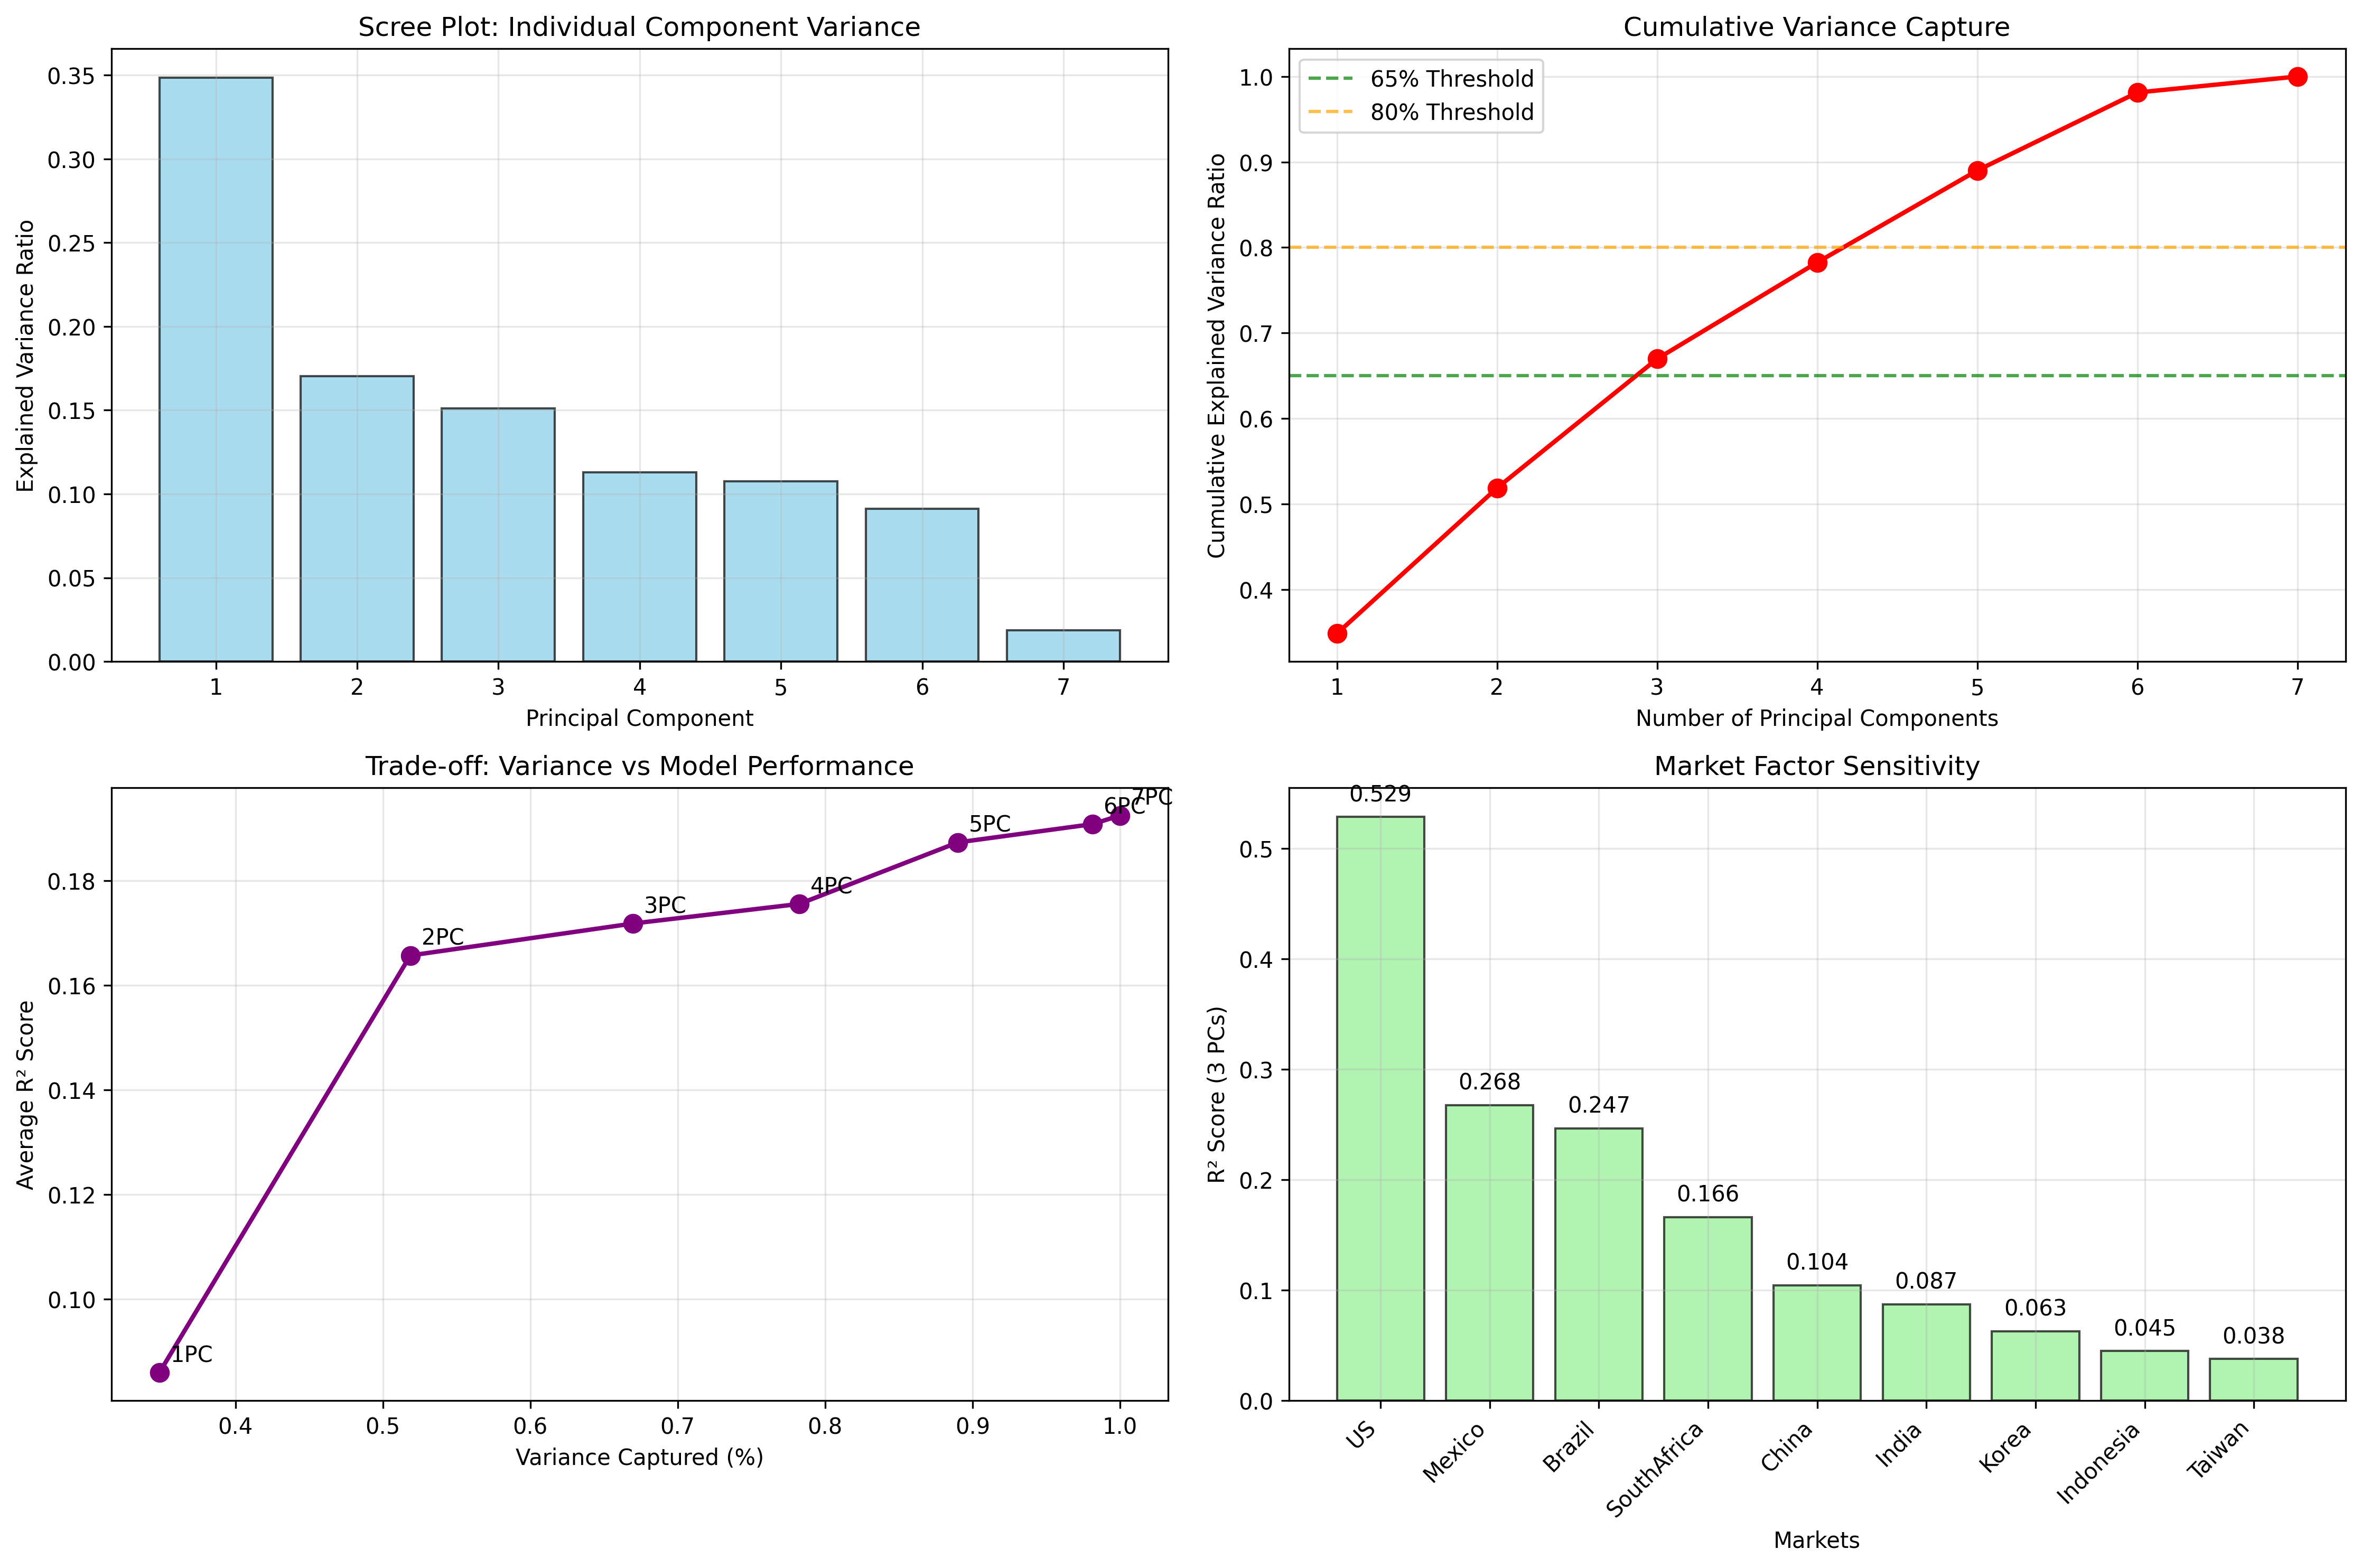 Scree Plot: Individual Component Variance
Explained Variance Ratio
0.35
0.30
0.25
0.20
0.15
0.10
0.05
0.00
1 2 3 4 5 6 7
Principal Component
Cumulative Variance Capture
65% Threshold
80% Threshold
Cumulative Explained Variance Ratio
1.0
0.9
0.8
0.7
0.6
0.5
0.4
1 2 3 4 5 6 7
Number of Principal Components
Trade-off: Variance vs Model Performance
Average R² Score
0.18
0.16
0.14
0.12
0.10
1PC
2PC
3PC
4PC
5PC
6PC
7PC
0.4 0.5 0.6 0.7 0.8 0.9 1.0
Variance Captured (%)
Market Factor Sensitivity
R² Score (3 PCs)
0.5
0.4
0.3
0.2
0.1
0.0
0.529
0.268
0.247
0.166
0.104
0.087
0.063
0.045
0.038
US
Mexico
Brazil
SouthAfrica
China
India
Korea
Indonesia
Taiwan
Markets